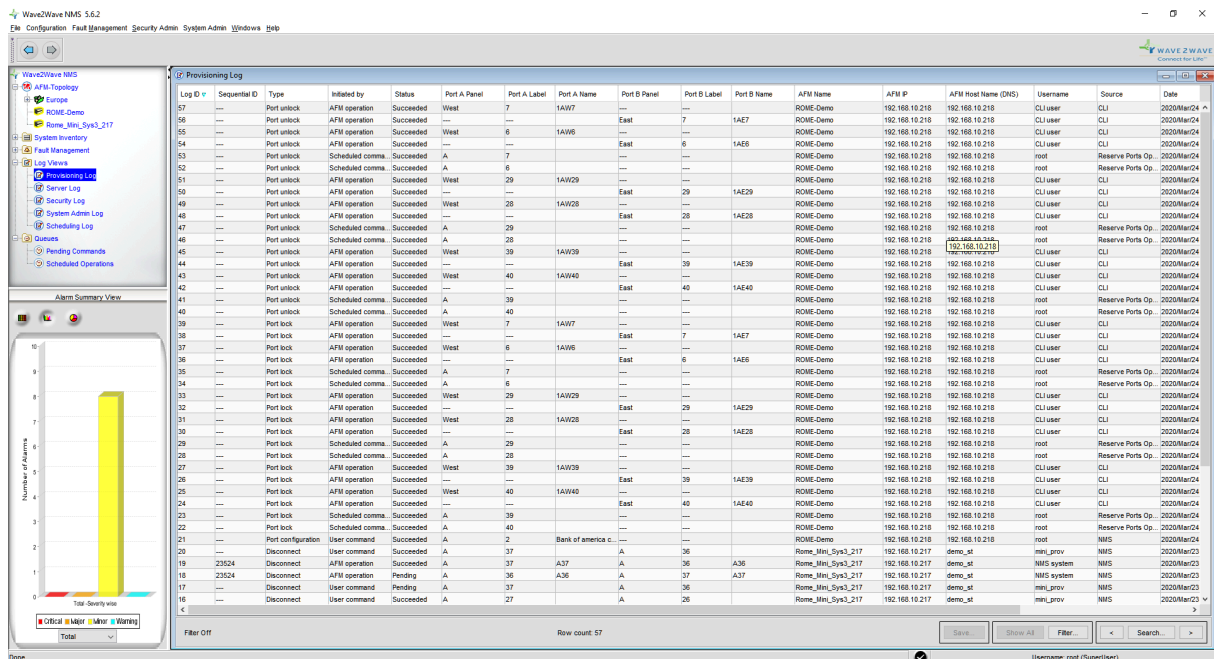 Wave2Wave NMS 5.6.2
File Configuration Fault Management Security Admin System Admin Windows Help
WAVE2WAVE
Connect for Life™
Wave2Wave NMS
AFM-Topology
Europe
ROME-Demo
Rome_Mini_Sys3_217
System Inventory
Fault Management
Log Views
Provisioning Log
Server Log
Security Log
System Admin Log
Scheduling Log
Queues
Pending Commands
Scheduled Operations
Alarm Summary View
Number of Alarms
10
9
8
7
6
5
4
3
2
1
0
Total -Severity wise
Critical Major Minor Warning
Total
Provisioning Log
Log ID Sequential ID Type Initiated by Status Port A Panel Port A Label Port A Name Port B Panel Port B Label Port B Name AFM Name AFM IP AFM Host Name (DNS) Username Source Date
57 --- Port unlock AFM operation Succeeded West 7 1AW7 --- --- ROME-Demo 192.168.10.218 192.168.10.218 CLI user CLI 2020/Mar/24
56 --- Port unlock AFM operation Succeeded --- --- East 7 1AE7 ROME-Demo 192.168.10.218 192.168.10.218 CLI user CLI 2020/Mar/24
55 --- Port unlock AFM operation Succeeded West 6 1AW6 --- --- ROME-Demo 192.168.10.218 192.168.10.218 CLI user CLI 2020/Mar/24
54 --- Port unlock AFM operation Succeeded --- --- East 6 1AE6 ROME-Demo 192.168.10.218 192.168.10.218 CLI user CLI 2020/Mar/24
53 --- Port unlock Scheduled comma... Succeeded A 7 --- --- ROME-Demo 192.168.10.218 192.168.10.218 root Reserve Ports Op... 2020/Mar/24
52 --- Port unlock Scheduled comma... Succeeded A 6 --- --- ROME-Demo 192.168.10.218 192.168.10.218 root Reserve Ports Op... 2020/Mar/24
51 --- Port unlock AFM operation Succeeded West 29 1AW29 --- --- ROME-Demo 192.168.10.218 192.168.10.218 CLI user CLI 2020/Mar/24
50 --- Port unlock AFM operation Succeeded --- --- East 29 1AE29 ROME-Demo 192.168.10.218 192.168.10.218 CLI user CLI 2020/Mar/24
49 --- Port unlock AFM operation Succeeded West 28 1AW28 --- --- ROME-Demo 192.168.10.218 192.168.10.218 CLI user CLI 2020/Mar/24
48 --- Port unlock AFM operation Succeeded --- --- East 28 1AE28 ROME-Demo 192.168.10.218 192.168.10.218 CLI user CLI 2020/Mar/24
47 --- Port unlock Scheduled comma... Succeeded A 29 --- --- ROME-Demo 192.168.10.218 192.168.10.218 root Reserve Ports Op... 2020/Mar/24
46 --- Port unlock Scheduled comma... Succeeded A 28 --- --- ROME-Demo 192.168.10.218 192.168.10.218 root Reserve Ports Op... 2020/Mar/24
192.168.10.218
45 --- Port unlock AFM operation Succeeded West 39 1AW39 --- --- ROME-Demo 192.168.10.218 192.168.10.218 CLI user CLI 2020/Mar/24
44 --- Port unlock AFM operation Succeeded --- --- East 39 1AE39 ROME-Demo 192.168.10.218 192.168.10.218 CLI user CLI 2020/Mar/24
43 --- Port unlock AFM operation Succeeded West 40 1AW40 --- --- ROME-Demo 192.168.10.218 192.168.10.218 CLI user CLI 2020/Mar/24
42 --- Port unlock AFM operation Succeeded --- --- East 40 1AE40 ROME-Demo 192.168.10.218 192.168.10.218 CLI user CLI 2020/Mar/24
41 --- Port unlock Scheduled comma... Succeeded A 39 --- --- ROME-Demo 192.168.10.218 192.168.10.218 root Reserve Ports Op... 2020/Mar/24
40 --- Port unlock Scheduled comma... Succeeded A 40 --- --- ROME-Demo 192.168.10.218 192.168.10.218 root Reserve Ports Op... 2020/Mar/24
39 --- Port lock AFM operation Succeeded West 7 1AW7 --- --- ROME-Demo 192.168.10.218 192.168.10.218 CLI user CLI 2020/Mar/24
38 --- Port lock AFM operation Succeeded --- --- East 7 1AE7 ROME-Demo 192.168.10.218 192.168.10.218 CLI user CLI 2020/Mar/24
37 --- Port lock AFM operation Succeeded West 6 1AW6 --- --- ROME-Demo 192.168.10.218 192.168.10.218 CLI user CLI 2020/Mar/24
36 --- Port lock AFM operation Succeeded --- --- East 6 1AE6 ROME-Demo 192.168.10.218 192.168.10.218 CLI user CLI 2020/Mar/24
35 --- Port lock Scheduled comma... Succeeded A 7 --- --- ROME-Demo 192.168.10.218 192.168.10.218 root Reserve Ports Op... 2020/Mar/24
34 --- Port lock Scheduled comma... Succeeded A 6 --- --- ROME-Demo 192.168.10.218 192.168.10.218 root Reserve Ports Op... 2020/Mar/24
33 --- Port lock AFM operation Succeeded West 29 1AW29 --- --- ROME-Demo 192.168.10.218 192.168.10.218 CLI user CLI 2020/Mar/24
32 --- Port lock AFM operation Succeeded --- --- East 29 1AE29 ROME-Demo 192.168.10.218 192.168.10.218 CLI user CLI 2020/Mar/24
31 --- Port lock AFM operation Succeeded West 28 1AW28 --- --- ROME-Demo 192.168.10.218 192.168.10.218 CLI user CLI 2020/Mar/24
30 --- Port lock AFM operation Succeeded --- --- East 28 1AE28 ROME-Demo 192.168.10.218 192.168.10.218 CLI user CLI 2020/Mar/24
29 --- Port lock Scheduled comma... Succeeded A 29 --- --- ROME-Demo 192.168.10.218 192.168.10.218 root Reserve Ports Op... 2020/Mar/24
28 --- Port lock Scheduled comma... Succeeded A 28 --- --- ROME-Demo 192.168.10.218 192.168.10.218 root Reserve Ports Op... 2020/Mar/24
27 --- Port lock AFM operation Succeeded West 39 1AW39 --- --- ROME-Demo 192.168.10.218 192.168.10.218 CLI user CLI 2020/Mar/24
26 --- Port lock AFM operation Succeeded --- --- East 39 1AE39 ROME-Demo 192.168.10.218 192.168.10.218 CLI user CLI 2020/Mar/24
25 --- Port lock AFM operation Succeeded West 40 1AW40 --- --- ROME-Demo 192.168.10.218 192.168.10.218 CLI user CLI 2020/Mar/24
24 --- Port lock AFM operation Succeeded --- --- East 40 1AE40 ROME-Demo 192.168.10.218 192.168.10.218 CLI user CLI 2020/Mar/24
23 --- Port lock Scheduled comma... Succeeded A 39 --- --- ROME-Demo 192.168.10.218 192.168.10.218 root Reserve Ports Op... 2020/Mar/24
22 --- Port lock Scheduled comma... Succeeded A 40 --- --- ROME-Demo 192.168.10.218 192.168.10.218 root Reserve Ports Op... 2020/Mar/24
21 --- Port configuration User command Succeeded A 2 Bank of america c... --- --- ROME-Demo 192.168.10.218 192.168.10.218 root NMS 2020/Mar/24
20 --- Disconnect User command Succeeded A 37 A 36 Rome_Mini_Sys3_217 192.168.10.217 demo_st mini_prov NMS 2020/Mar/23
19 23524 Disconnect AFM operation Succeeded A 37 A37 A 36 A36 Rome_Mini_Sys3_217 192.168.10.217 demo_st NMS system NMS 2020/Mar/23
18 23524 Disconnect AFM operation Pending A 36 A36 A 37 A37 Rome_Mini_Sys3_217 192.168.10.217 demo_st NMS system NMS 2020/Mar/23
17 --- Disconnect User command Pending A 37 A 36 Rome_Mini_Sys3_217 192.168.10.217 demo_st mini_prov NMS 2020/Mar/23
16 --- Disconnect User command Succeeded A 27 A 26 Rome_Mini_Sys3_217 192.168.10.217 demo_st mini_prov NMS 2020/Mar/23
Filter Off Row count: 57 Save... Show All Filter... < Search... >
Done Username: root (SuperUser)